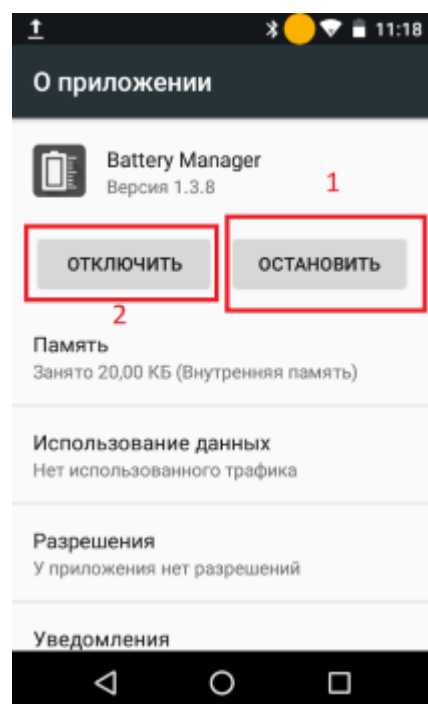 11:18
О приложении
Battery Manager
Версия 1.3.8
1
ОТКЛЮЧИТЬ
ОСТАНОВИТЬ
2
Память
Занято 20,00 КБ (Внутренняя память)
Использование данных
Нет использованного трафика
Разрешения
У приложения нет разрешений
Уведомления